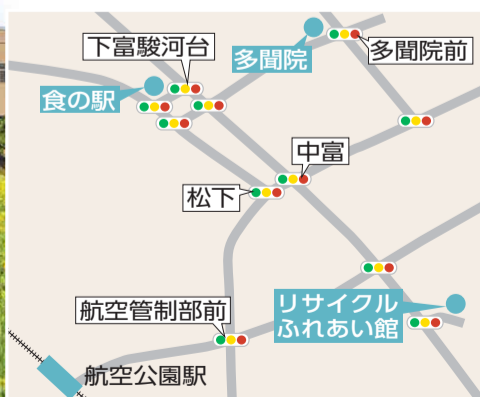 下富駿河台
多聞院
多聞院前
食の駅
中富
松下
リサイクル
ふれあい館
航空管制部前
航空公園駅